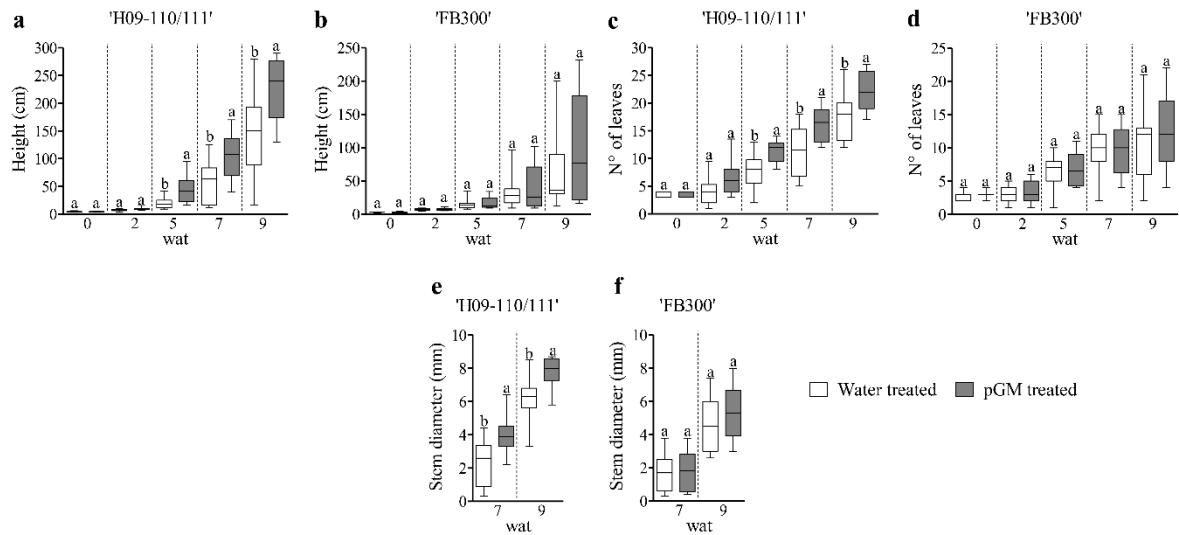 a 'H09-110/111'
Height (cm)
300
250
200
150
100
50
0
a a a a b a b a b a
0 2 5 7 9
wat
b 'FB300'
Height (cm)
250
200
150
100
50
0
a a a a a a a a a a
0 2 5 7 9
wat
c 'H09-110/111'
N° of leaves
30
25
20
15
10
5
0
a a a a b a b a b a
0 2 5 7 9
wat
d 'FB300'
N° of leaves
25
20
15
10
5
0
a a a a a a a a a a
0 2 5 7 9
wat
e 'H09-110/111'
Stem diameter (mm)
10
8
6
4
2
0
b a b a
7 9
wat
f 'FB300'
Stem diameter (mm)
10
8
6
4
2
0
a a a a
7 9
wat
Water treated pGM treated